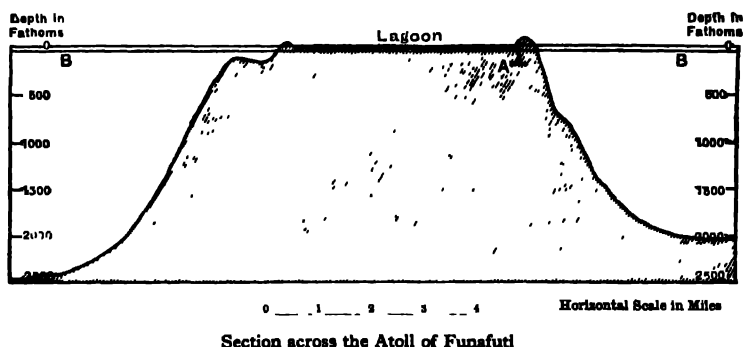 Depth in Fathoms
Depth in Fathoms
0
Lagoon
0
B
A
B
500
500
1000
1000
1500
1500
2000
2000
2500
2500
0 1 2 3 4
Horizontal Scale in Miles
Section across the Atoll of Funafuti